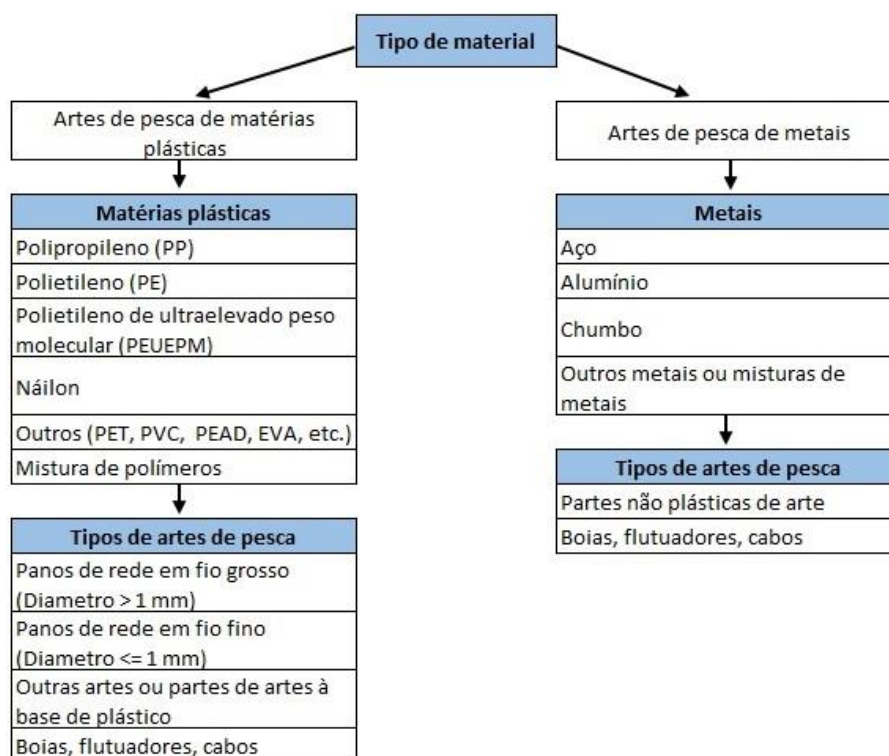 Tipo de material
Artes de pesca de matérias
plásticas
Matérias plásticas
Polipropileno (PP)
Polietileno (PE)
Polietileno de ultraelevado peso
molecular (PEUEPM)
Náilon
Outros (PET, PVC, PEAD, EVA, etc.)
Mistura de polímeros
Tipos de artes de pesca
Panos de rede em fio grosso
(Diametro > 1 mm)
Panos de rede em fio fino
(Diametro <= 1 mm)
Outras artes ou partes de artes à
base de plástico
Boias, flutuadores, cabos
Artes de pesca de metais
Metais
Aço
Alumínio
Chumbo
Outros metais ou misturas de
metais
Tipos de artes de pesca
Partes não plásticas de arte
Boias, flutuadores, cabos